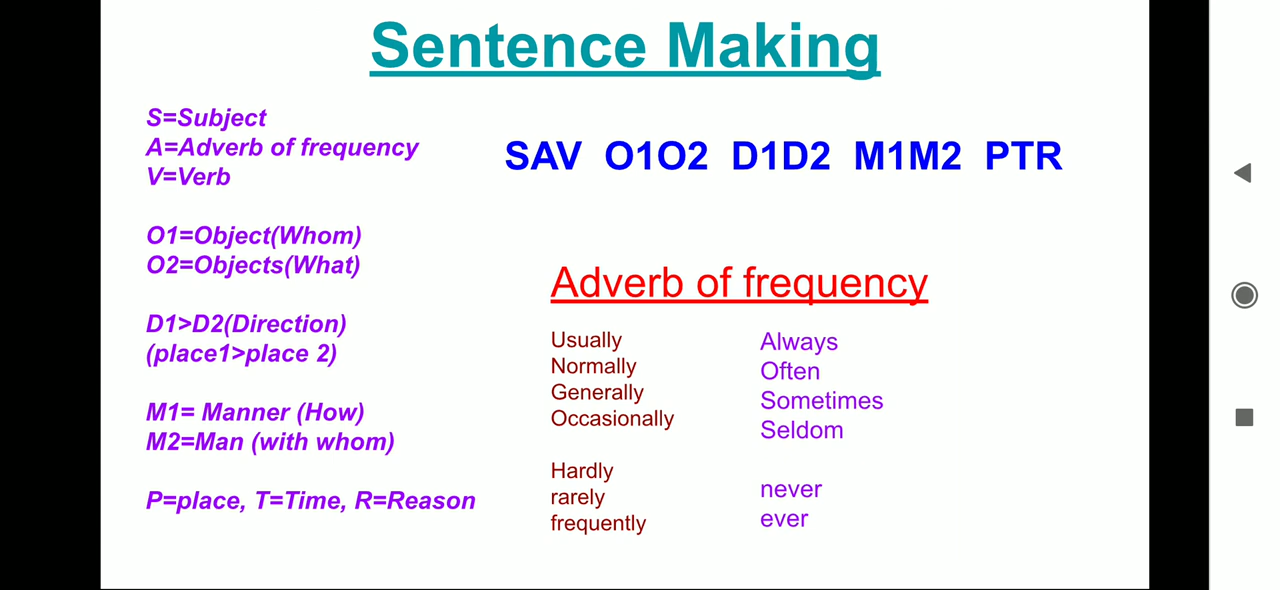 Sentence Making
S=Subject
A=Adverb of frequency
V=Verb
O1=Object(Whom)
O2=Objects(What)
D1>D2(Direction)
(place1>place 2)
M1= Manner (How)
M2=Man (with whom)
P=place, T=Time, R=Reason
SAV O1O2 D1D2 M1M2 PTR
Adverb of frequency
Usually
Normally
Generally
Occasionally
Hardly
rarely
frequently
Always
Often
Sometimes
Seldom
never
ever